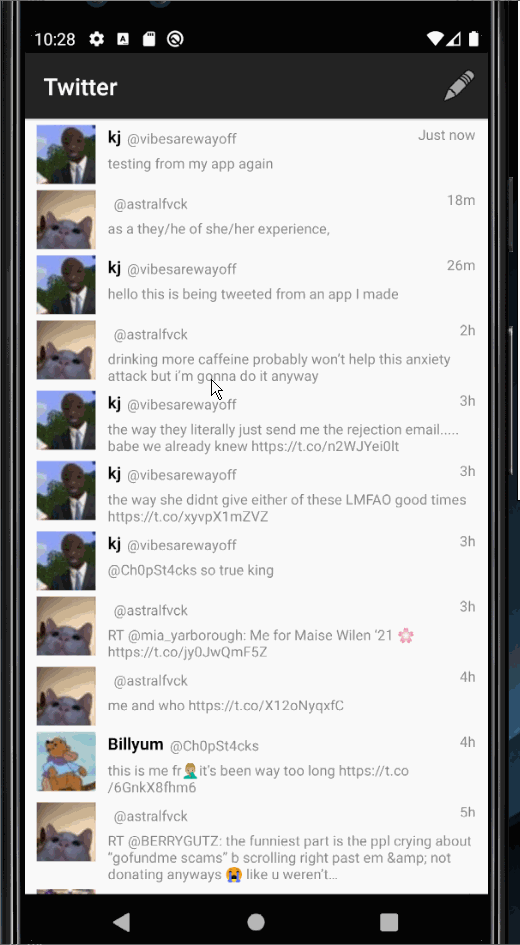 10:28
Twitter
kj @vibesarewayoff Just now
testing from my app again
@astralfvck 18m
as a they/he of she/her experience,
kj @vibesarewayoff 26m
hello this is being tweeted from an app I made
@astralfvck 2h
drinking more caffeine probably won't help this anxiety
attack but i'm gonna do it anyway
kj @vibesarewayoff 3h
the way they literally just send me the rejection email.....
babe we already knew https://t.co/n2WJYei0It
kj @vibesarewayoff 3h
the way she didnt give either of these LMFAO good times
https://t.co/xyvpX1mZVZ
kj @vibesarewayoff 3h
@Ch0pSt4cks so true king
@astralfvck 3h
RT @mia_yarborough: Me for Maise Wilen '21 🌸
https://t.co/jy0JwQmF5Z
@astralfvck 4h
me and who https://t.co/X12oNyqxfC
Billyum @Ch0pSt4cks 4h
this is me fr🤦🏼‍♂️it's been way too long https://t.co
/6GnkX8fhm6
@astralfvck 5h
RT @BERRYGUTZ: the funniest part is the ppl crying about
"gofundme scams" b scrolling right past em &amp; not
donating anyways 😭 like u weren't…